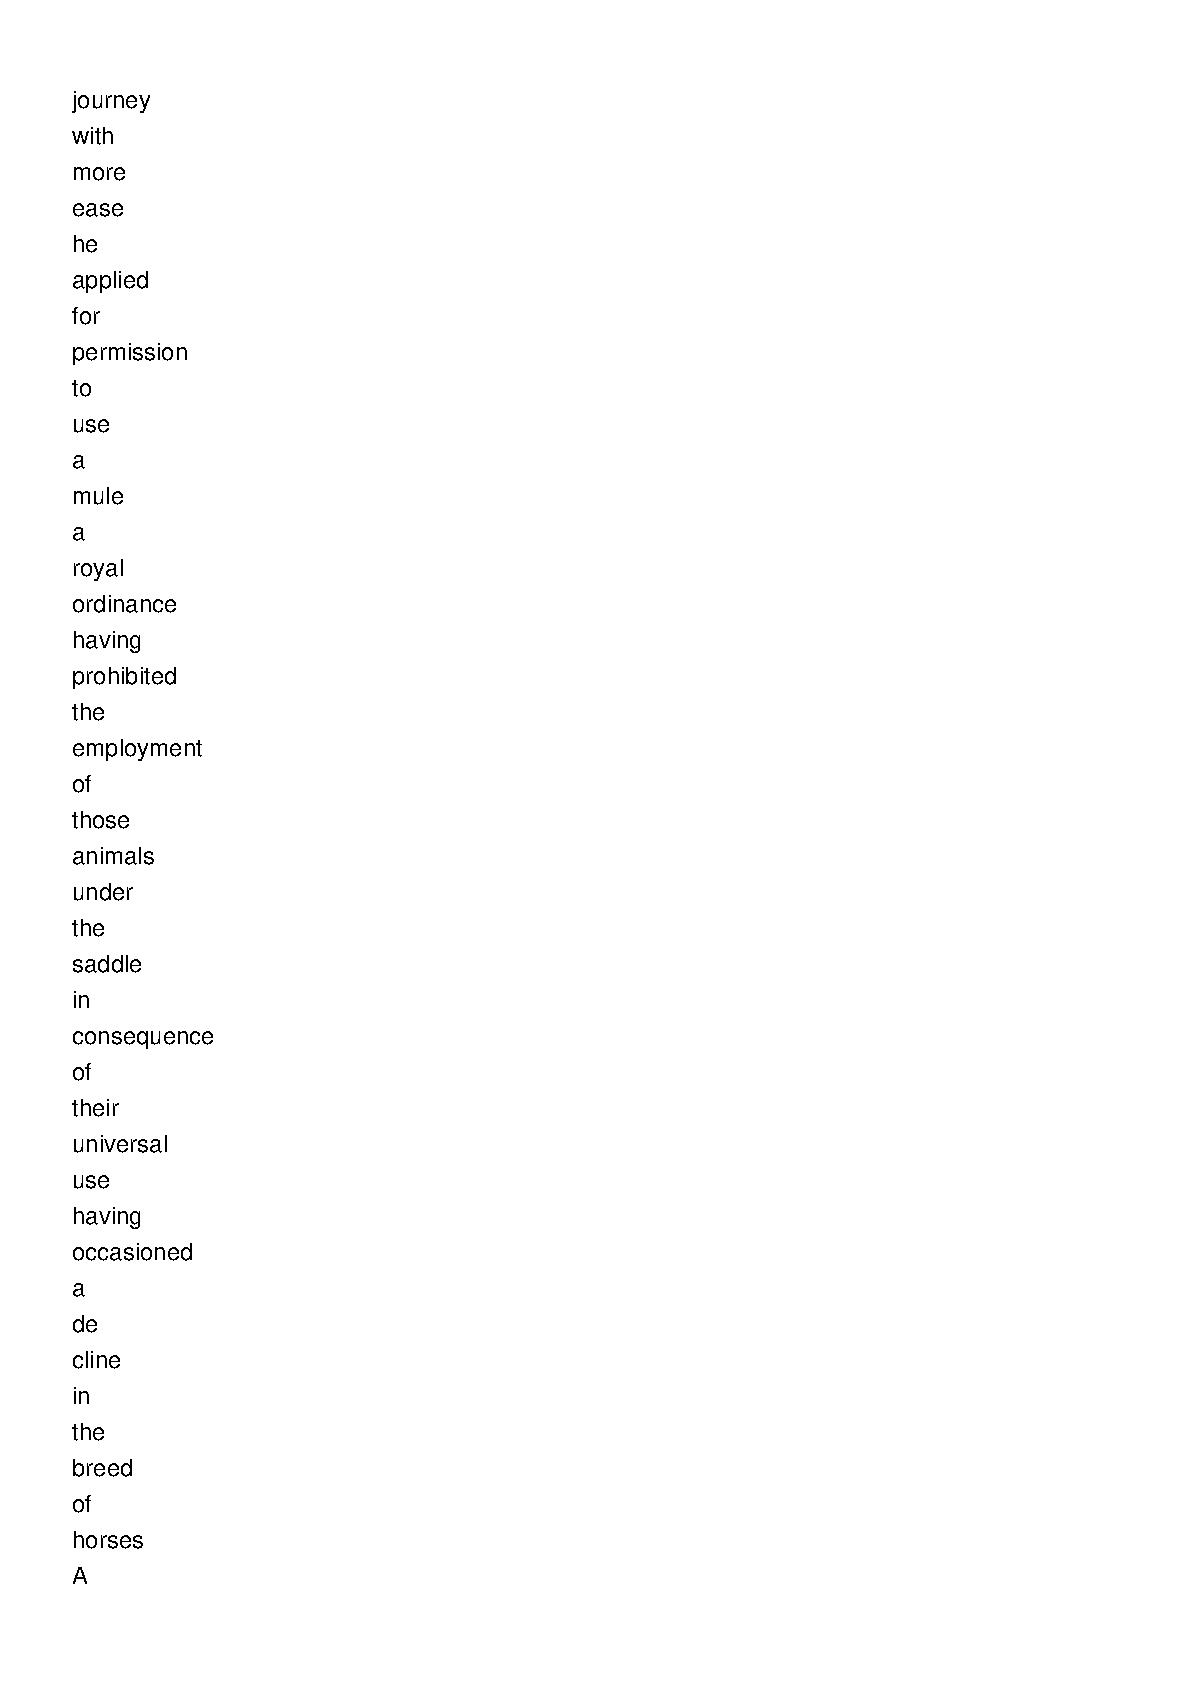 journey
with
more
ease
he
applied
for
permission
to
use
a
mule
a
royal
ordinance
having
prohibited
the
employment
of
those
animals
under
the
saddle
in
consequence
of
their
universal
use
having
occasioned
a
de
cline
in
the
breed
of
horses
A